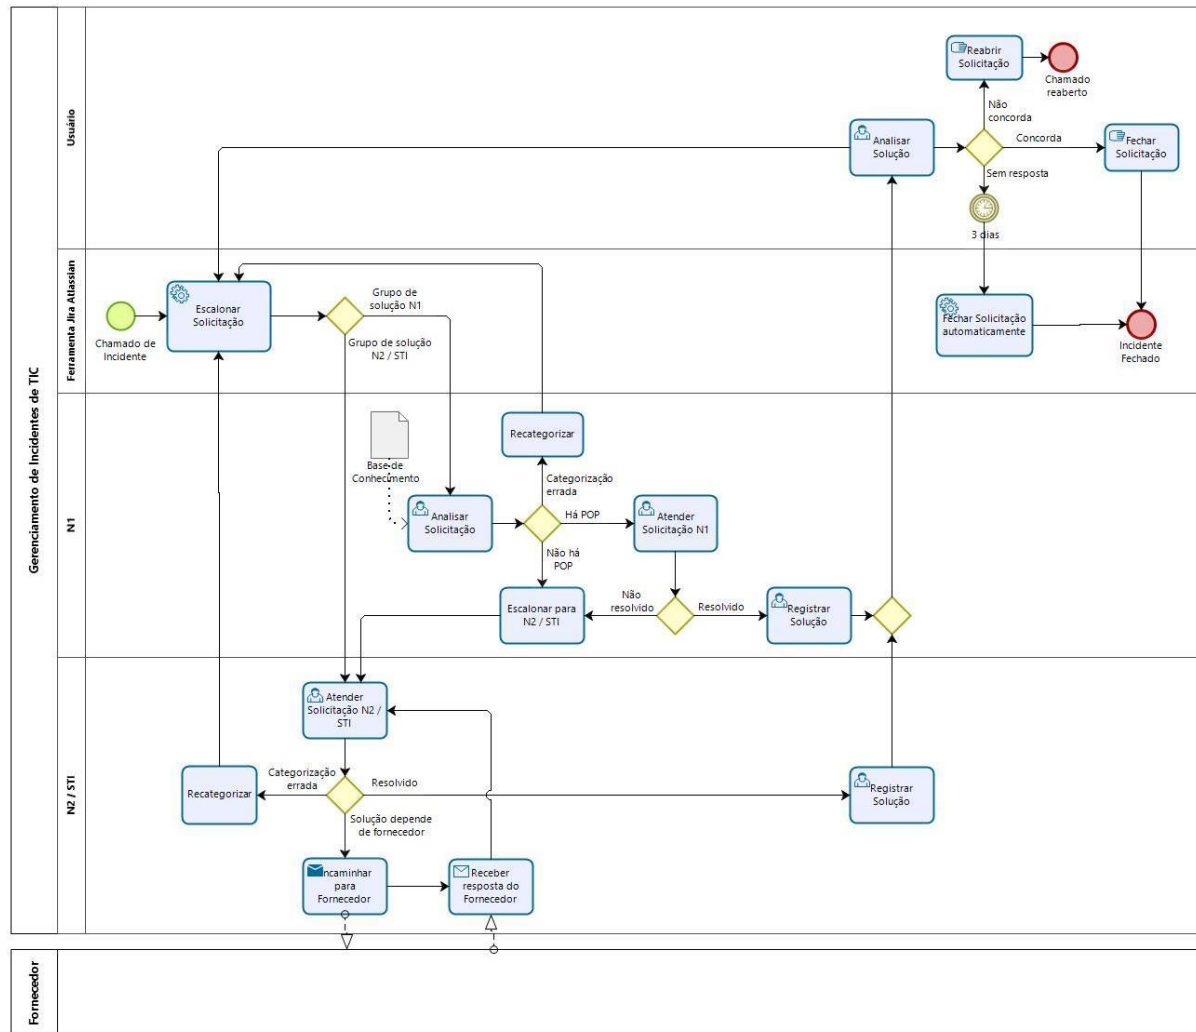 Gerenciamento de Incidentes de TIC
Usuário
Reabrir
Solicitação
Chamado
reaberto
Não
concorda
Analisar
Solução
Concorda
Fechar
Solicitação
Sem resposta
3 dias
Ferramenta Jira Atlassian
Chamado de
Incidente
Escalonar
Solicitação
Grupo de
solução N1
Grupo de solução
N2 / STI
Fechar Solicitação
automaticamente
Incidente
Fechado
N1
Base de
Conhecimento
Recategorizar
Categorização
errada
Analisar
Solicitação
Há POP
Atender
Solicitação N1
Não há
POP
Escalonar para
N2 / STI
Não
resolvido
Resolvido
Registrar
Solução
N2 / STI
Atender
Solicitação N2 /
STI
Recategorizar
Categorização
errada
Resolvido
Registrar
Solução
Solução depende
de fornecedor
ncaminhar
para
Fornecedor
Receber
resposta do
Fornecedor
Fornecedor